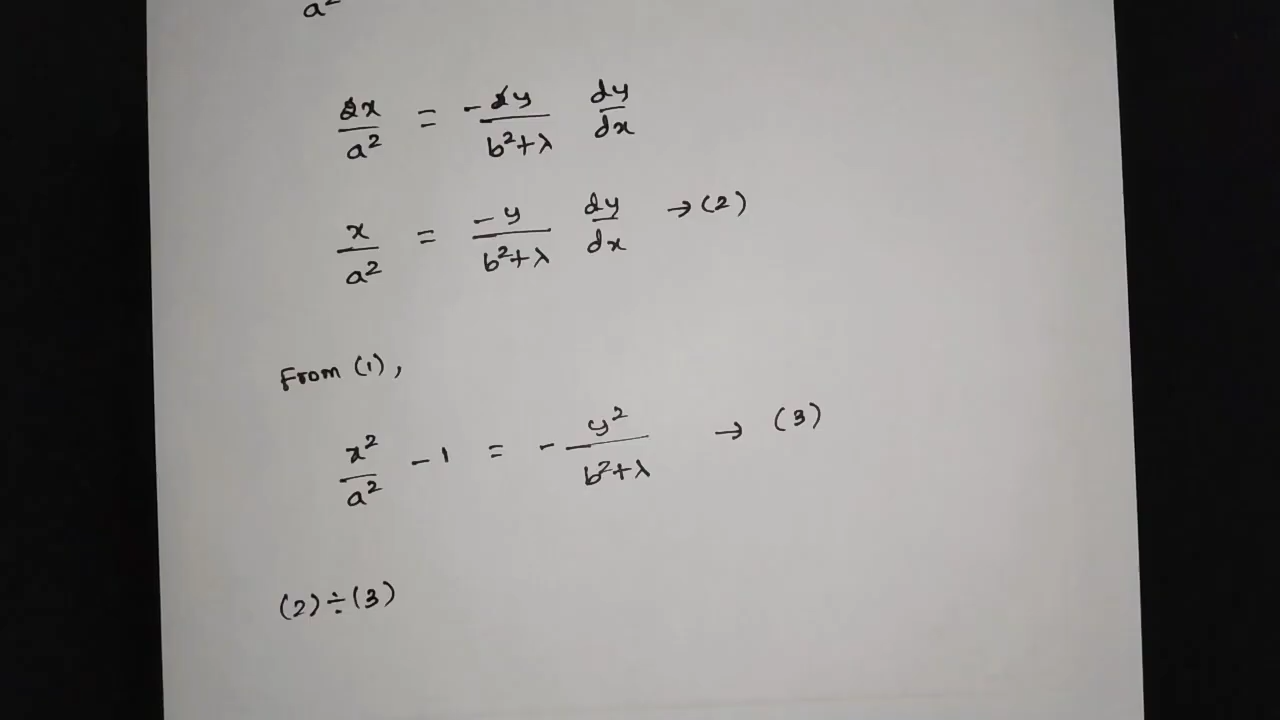 a²
2x/a² = -2y/(b²+λ) dy/dx
x/a² = -y/(b²+λ) dy/dx → (2)
From (1),
x²/a² - 1 = - y²/(b²+λ) → (3)
(2) ÷ (3)